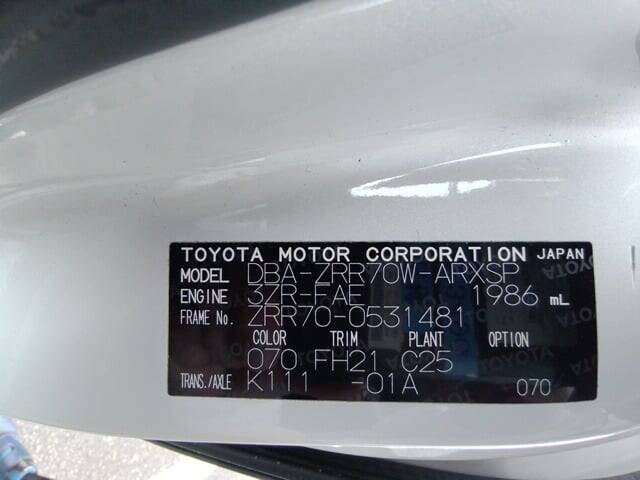 TOYOTA MOTOR CORPORATION JAPAN
MODEL DBA-ZRR70W-ARXSP
ENGINE 3ZR-FAE 1986 mL
FRAME No. ZRR70-0531481
COLOR TRIM PLANT OPTION
070 FH21 C25
TRANS./AXLE K111 -01A 070